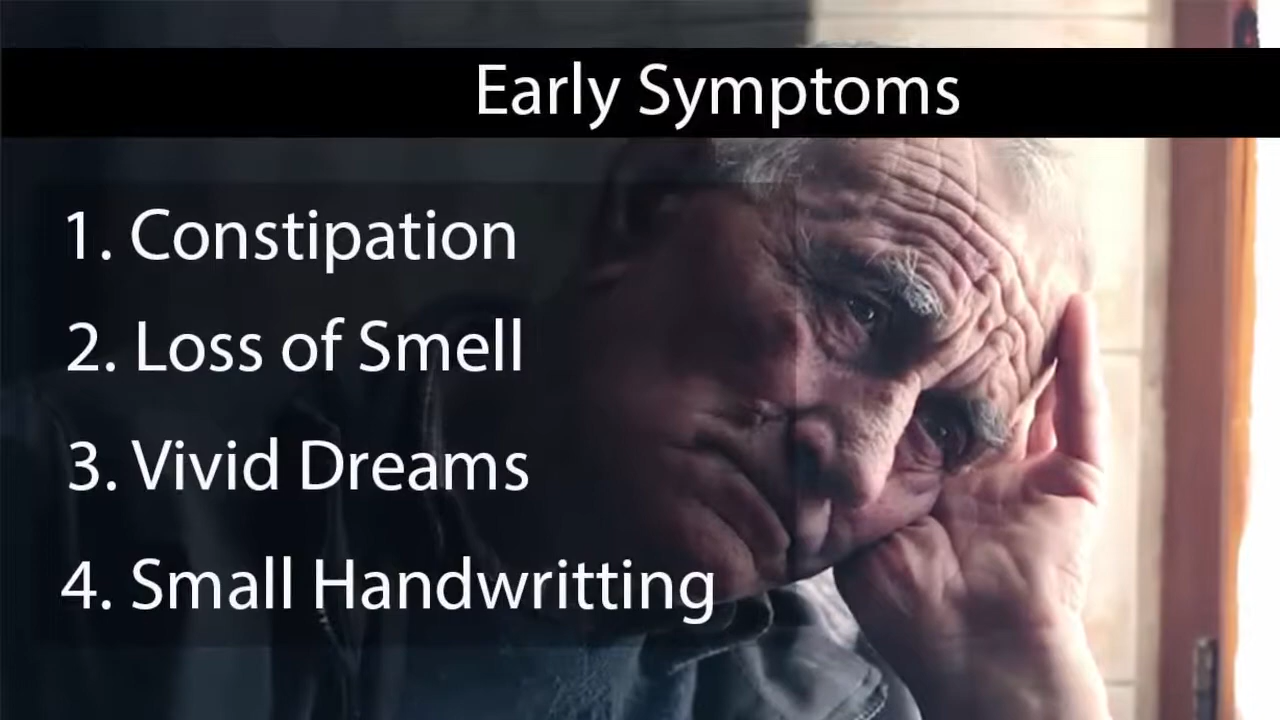 Early Symptoms
1. Constipation
2. Loss of Smell
3. Vivid Dreams
4. Small Handwritting